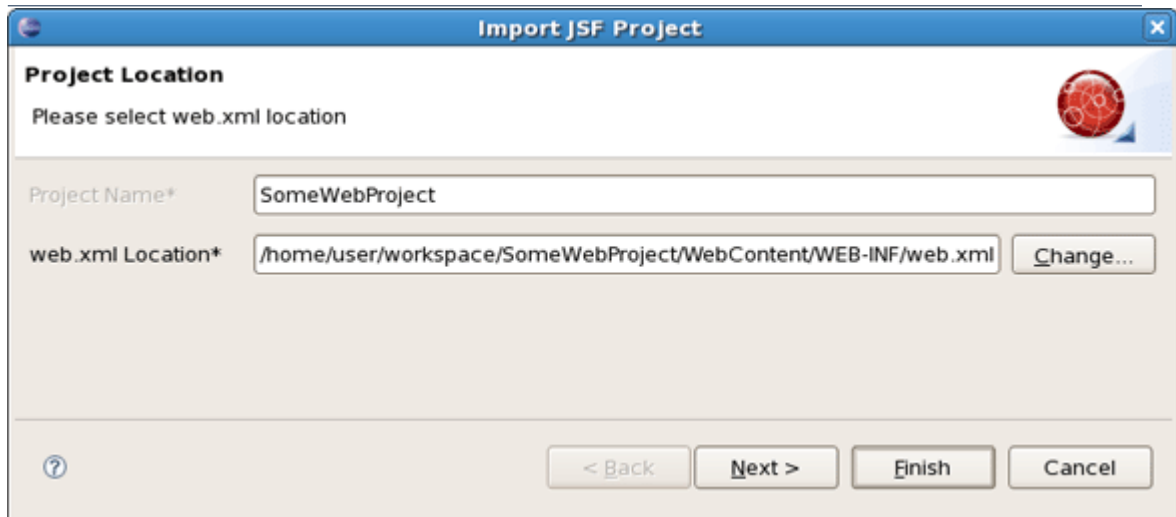 Import JSF Project
Project Location
Please select web.xml location
Project Name* SomeWebProject
web.xml Location* /home/user/workspace/SomeWebProject/WebContent/WEB-INF/web.xml Change...
? < Back Next > Finish Cancel